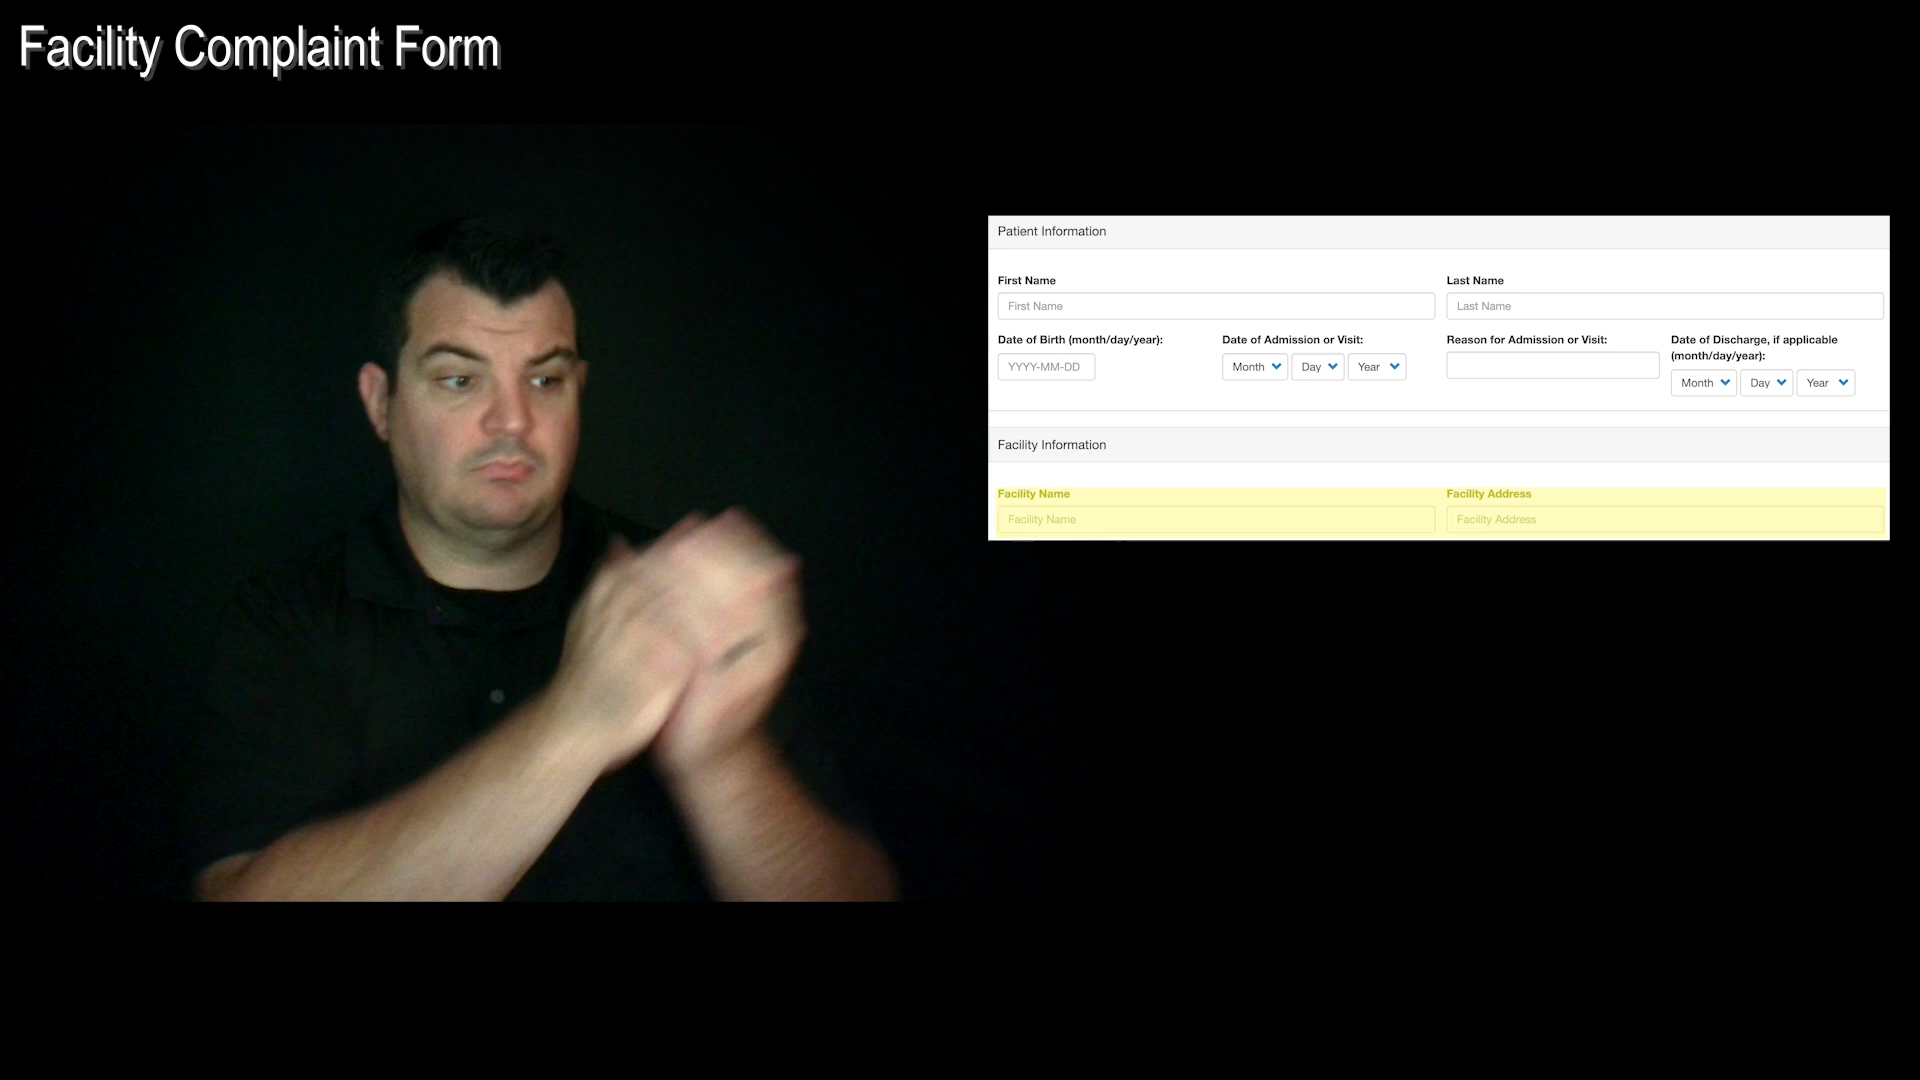 Facility Complaint Form
Patient Information
First Name
Last Name
First Name
Last Name
Date of Birth (month/day/year):
Date of Admission or Visit:
Reason for Admission or Visit:
Date of Discharge, if applicable
(month/day/year):
YYYY-MM-DD
Month
Day
Year
Month
Day
Year
Facility Information
Facility Name
Facility Address
Facility Name
Facility Address